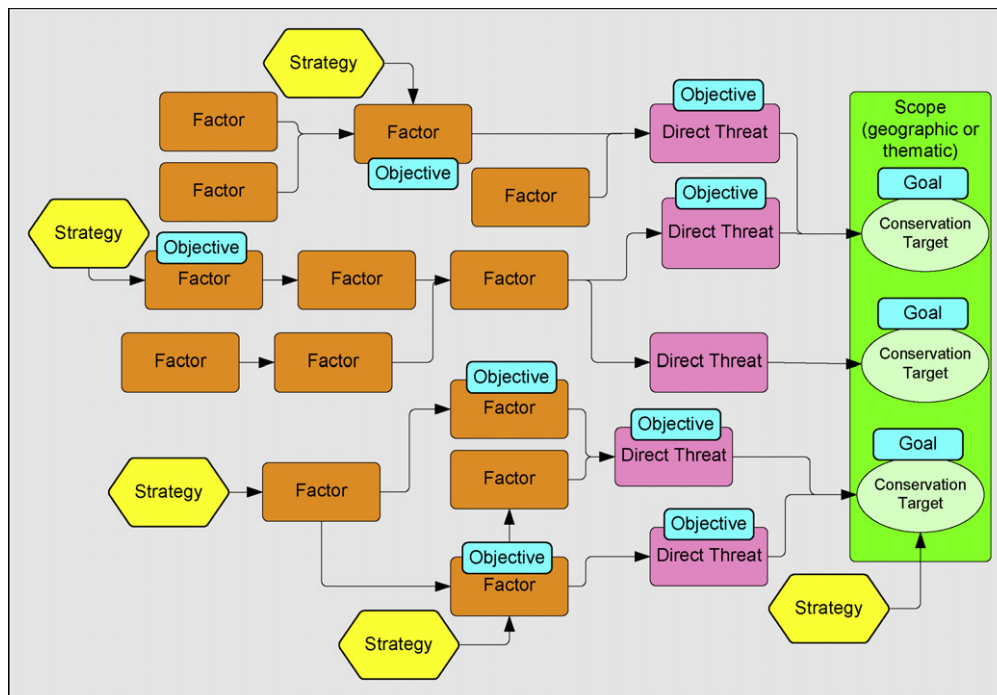 Strategy
Objective
Factor
Factor
Direct Threat
Objective
Factor
Factor
Scope
(geographic or
thematic)
Goal
Conservation
Target
Objective
Direct Threat
Strategy
Objective
Factor
Factor
Factor
Goal
Conservation
Target
Factor
Factor
Direct Threat
Objective
Factor
Objective
Direct Threat
Goal
Conservation
Target
Strategy
Factor
Factor
Objective
Direct Threat
Objective
Factor
Strategy
Strategy